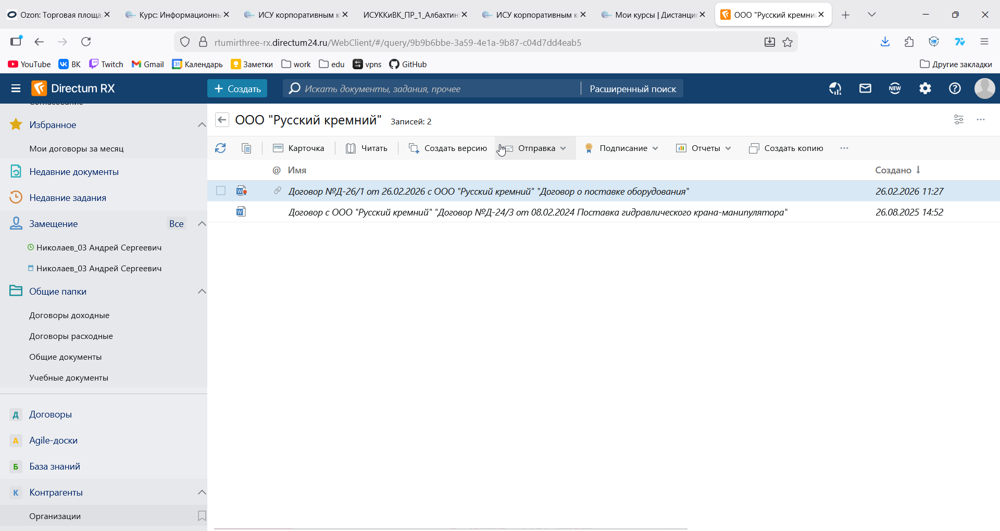 Ozon: Торговая площа
Курс: Информационны
ИСУ корпоративным к
ИСУККиВК_ПР_1_Албахтин
ИСУ корпоративным к
Мои курсы | Дистанци
ООО "Русский кремни
rtumirthree-rx.directum24.ru/WebClient/#/query/9b9b6bbe-3a59-4e1a-9b87-c04d7dd4eab5
YouTube
ВК
Twitch
Gmail
31 Календарь
Заметки
work
edu
vpns
GitHub
Другие закладки
Directum RX
Создать
Искать документы, задания, прочее
Расширенный поиск
NEW
Избранное
Мои договоры за месяц
Недавние документы
Недавние задания
Замещение
Все
Николаев_03 Андрей Сергеевич
Николаев_03 Андрей Сергеевич
Общие папки
Договоры доходные
Договоры расходные
Общие документы
Учебные документы
Д Договоры
А Agile-доски
Б База знаний
К Контрагенты
Организации
ООО "Русский кремний" Записей: 2
Карточка
Читать
Создать версию
Отправка
Подписание
Отчеты
Создать копию
@ Имя
Создано
Договор №Д-26/1 от 26.02.2026 с ООО "Русский кремний" "Договор о поставке оборудования"
26.02.2026 11:27
Договор с ООО "Русский кремний" "Договор №Д-24/3 от 08.02.2024 Поставка гидравлического крана-манипулятора"
26.08.2025 14:52